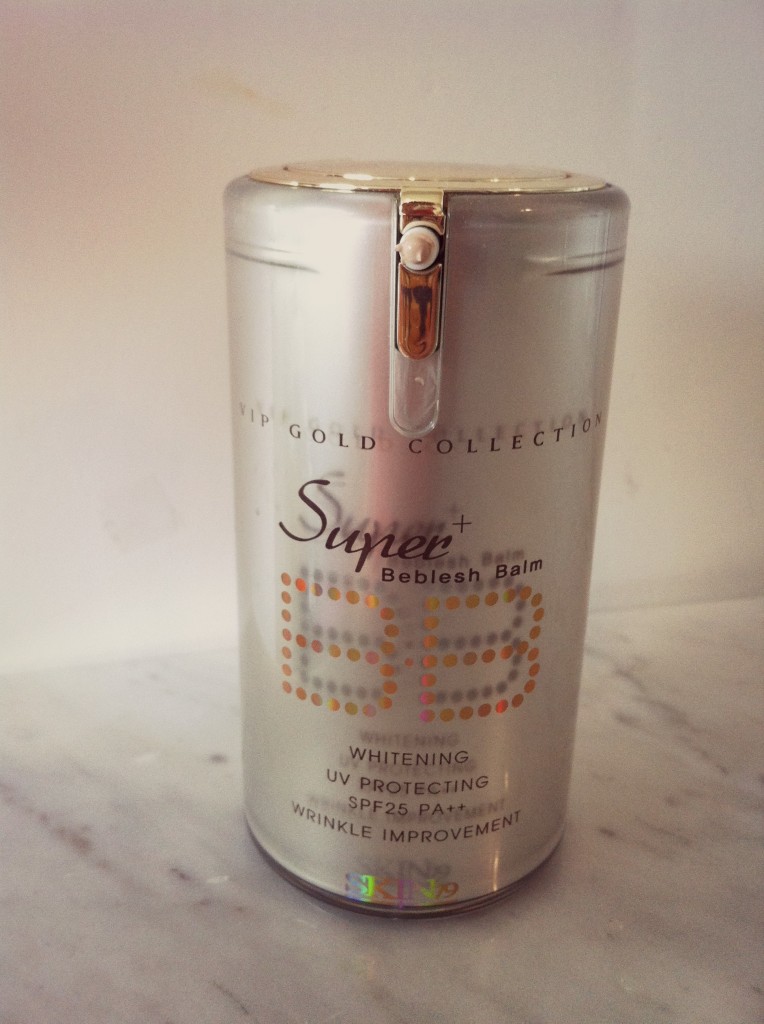 VIP GOLD COLLECTION
Super+
Beblesh Balm
BB
WHITENING
UV PROTECTING
SPF25 PA++
WRINKLE IMPROVEMENT
SKIN79